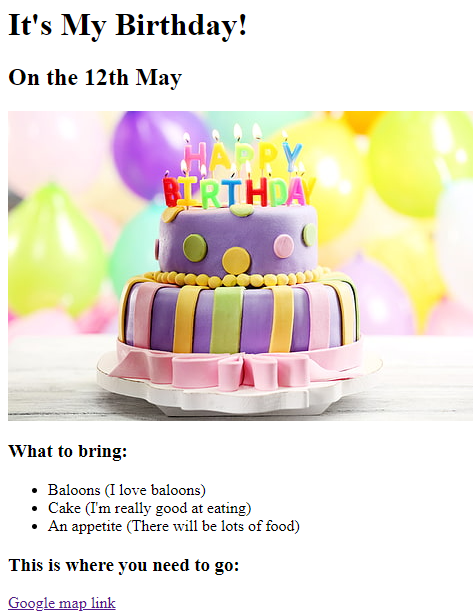 It's My Birthday!
On the 12th May
HAPPY
BIRTHDAY
What to bring:
Baloons (I love baloons)
Cake (I'm really good at eating)
An appetite (There will be lots of food)
This is where you need to go:
Google map link